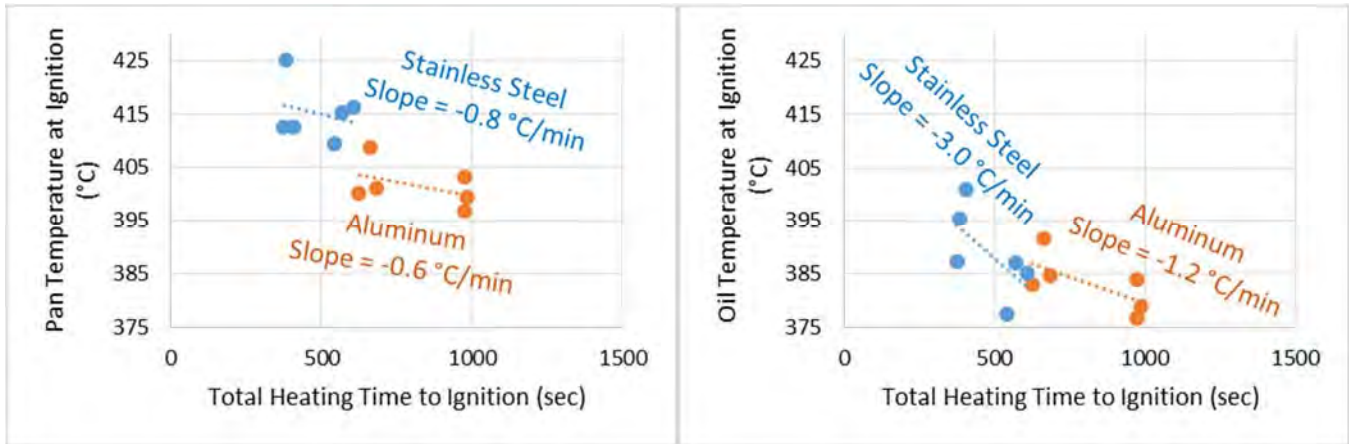 Pan Temperature at Ignition
(°C)
425
415
405
395
385
375
Stainless Steel
Slope = -0.8 °C/min
Aluminum
Slope = -0.6 °C/min
0
500
1000
1500
Total Heating Time to Ignition (sec)
Oil Temperature at Ignition
(°C)
425
415
405
395
385
375
Stainless Steel
Slope = -3.0 °C/min
Aluminum
Slope = -1.2 °C/min
0
500
1000
1500
Total Heating Time to Ignition (sec)